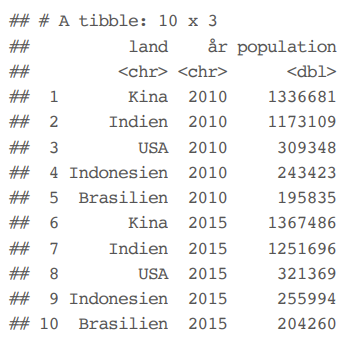 ## # A tibble: 10 x 3
##          land    år population
##         <chr> <chr>      <dbl>
##  1       Kina  2010    1336681
##  2     Indien  2010    1173109
##  3        USA  2010     309348
##  4 Indonesien  2010     243423
##  5  Brasilien  2010     195835
##  6       Kina  2015    1367486
##  7     Indien  2015    1251696
##  8        USA  2015     321369
##  9 Indonesien  2015     255994
## 10  Brasilien  2015     204260